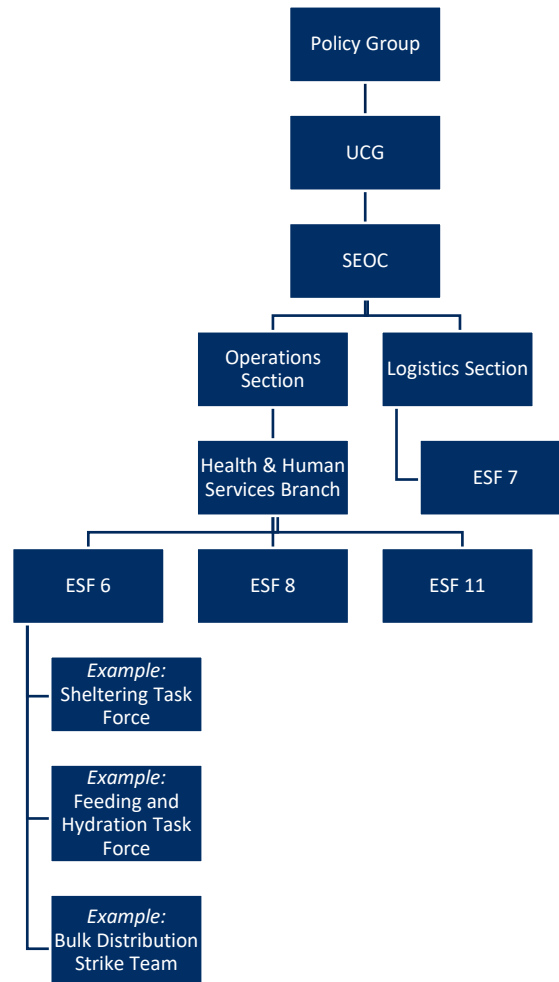 Policy Group
UCG
SEOC
Operations
Section
Logistics Section
Health & Human
Services Branch
ESF 7
ESF 6
ESF 8
ESF 11
Example:
Sheltering Task
Force
Example:
Feeding and
Hydration Task
Force
Example:
Bulk Distribution
Strike Team